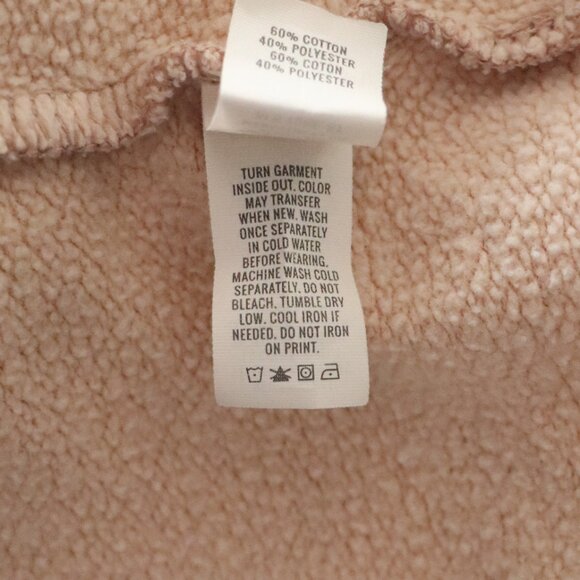 60% COTTON
40% POLYESTER
60% COTON
40% POLYESTER
TURN GARMENT
INSIDE OUT. COLOR
MAY TRANSFER
WHEN NEW. WASH
ONCE SEPARATELY
IN COLD WATER
BEFORE WEARING.
MACHINE WASH COLD
SEPARATELY. DO NOT
BLEACH. TUMBLE DRY
LOW. COOL IRON IF
NEEDED. DO NOT IRON
ON PRINT.